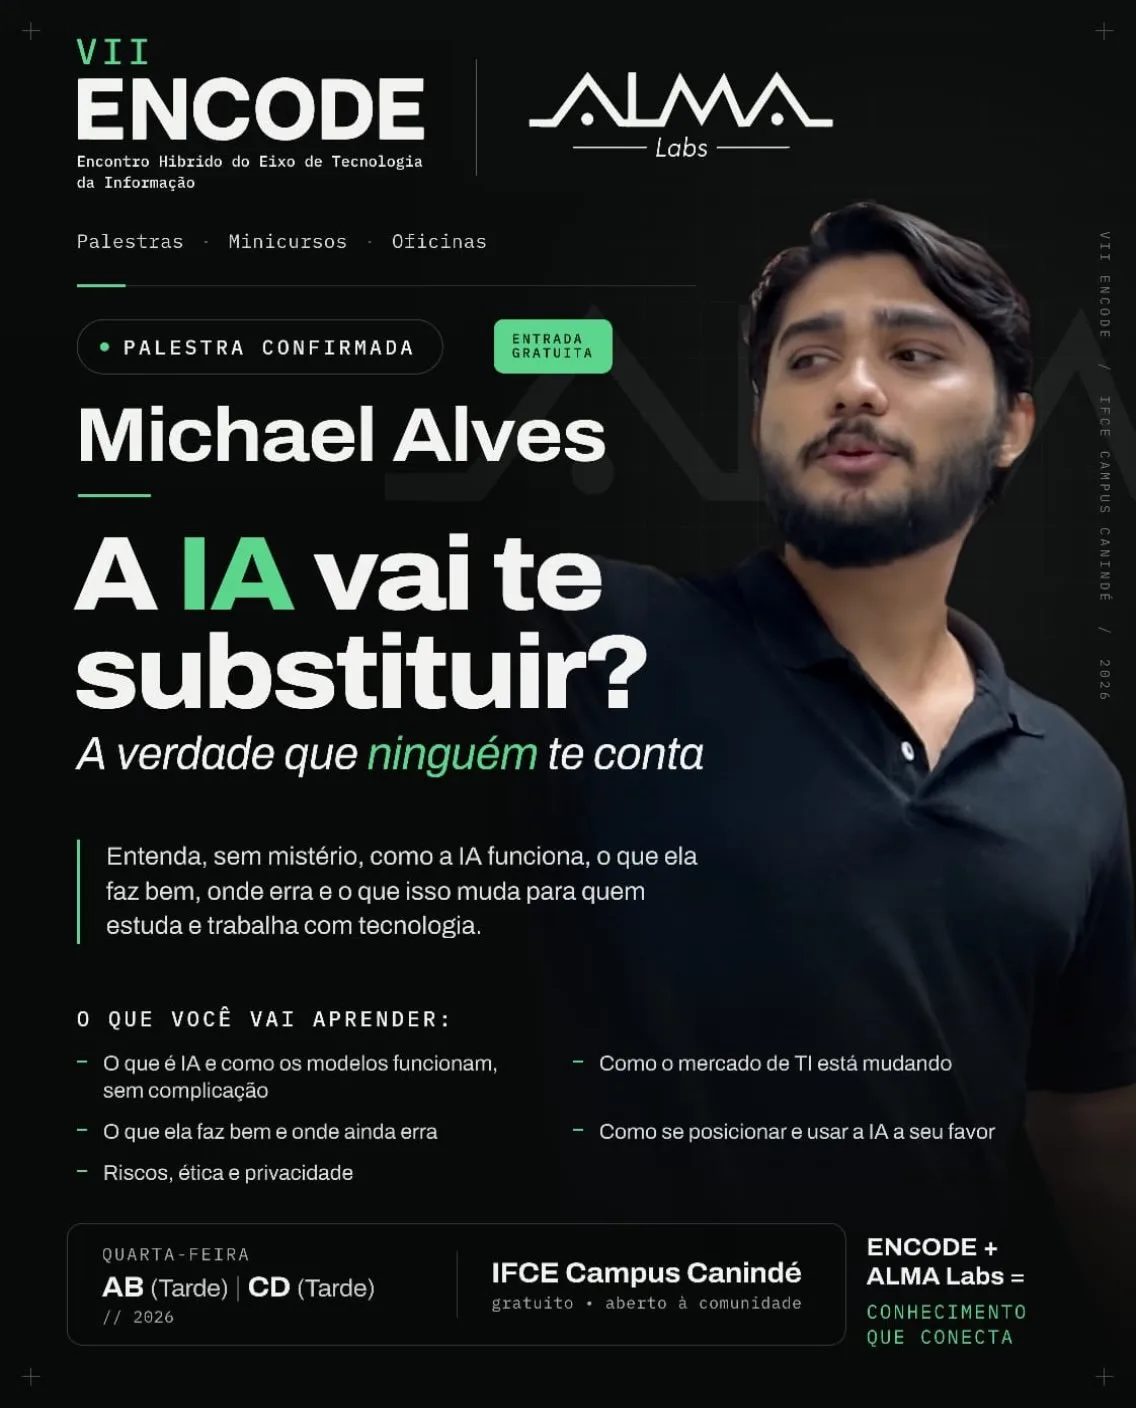 VII
ENCODE
Encontro Hibrido do Eixo de Tecnologia
da Informação
ALMA
Labs
Palestras · Minicursos · Oficinas
PALESTRA CONFIRMADA
ENTRADA
GRATUITA
Michael Alves
A IA vai te
substituir?
A verdade que ninguém te conta
Entenda, sem mistério, como a IA funciona, o que ela
faz bem, onde erra e o que isso muda para quem
estuda e trabalha com tecnologia.
O QUE VOCÊ VAI APRENDER:
– O que é IA e como os modelos funcionam,
sem complicação
– O que ela faz bem e onde ainda erra
– Riscos, ética e privacidade
– Como o mercado de TI está mudando
– Como se posicionar e usar a IA a seu favor
QUARTA-FEIRA
AB (Tarde) | CD (Tarde)
// 2026
IFCE Campus Canindé
gratuito • aberto à comunidade
ENCODE +
ALMA Labs =
CONHECIMENTO
QUE CONECTA
VII ENCODE / IFCE CAMPUS CANINDÉ / 2026